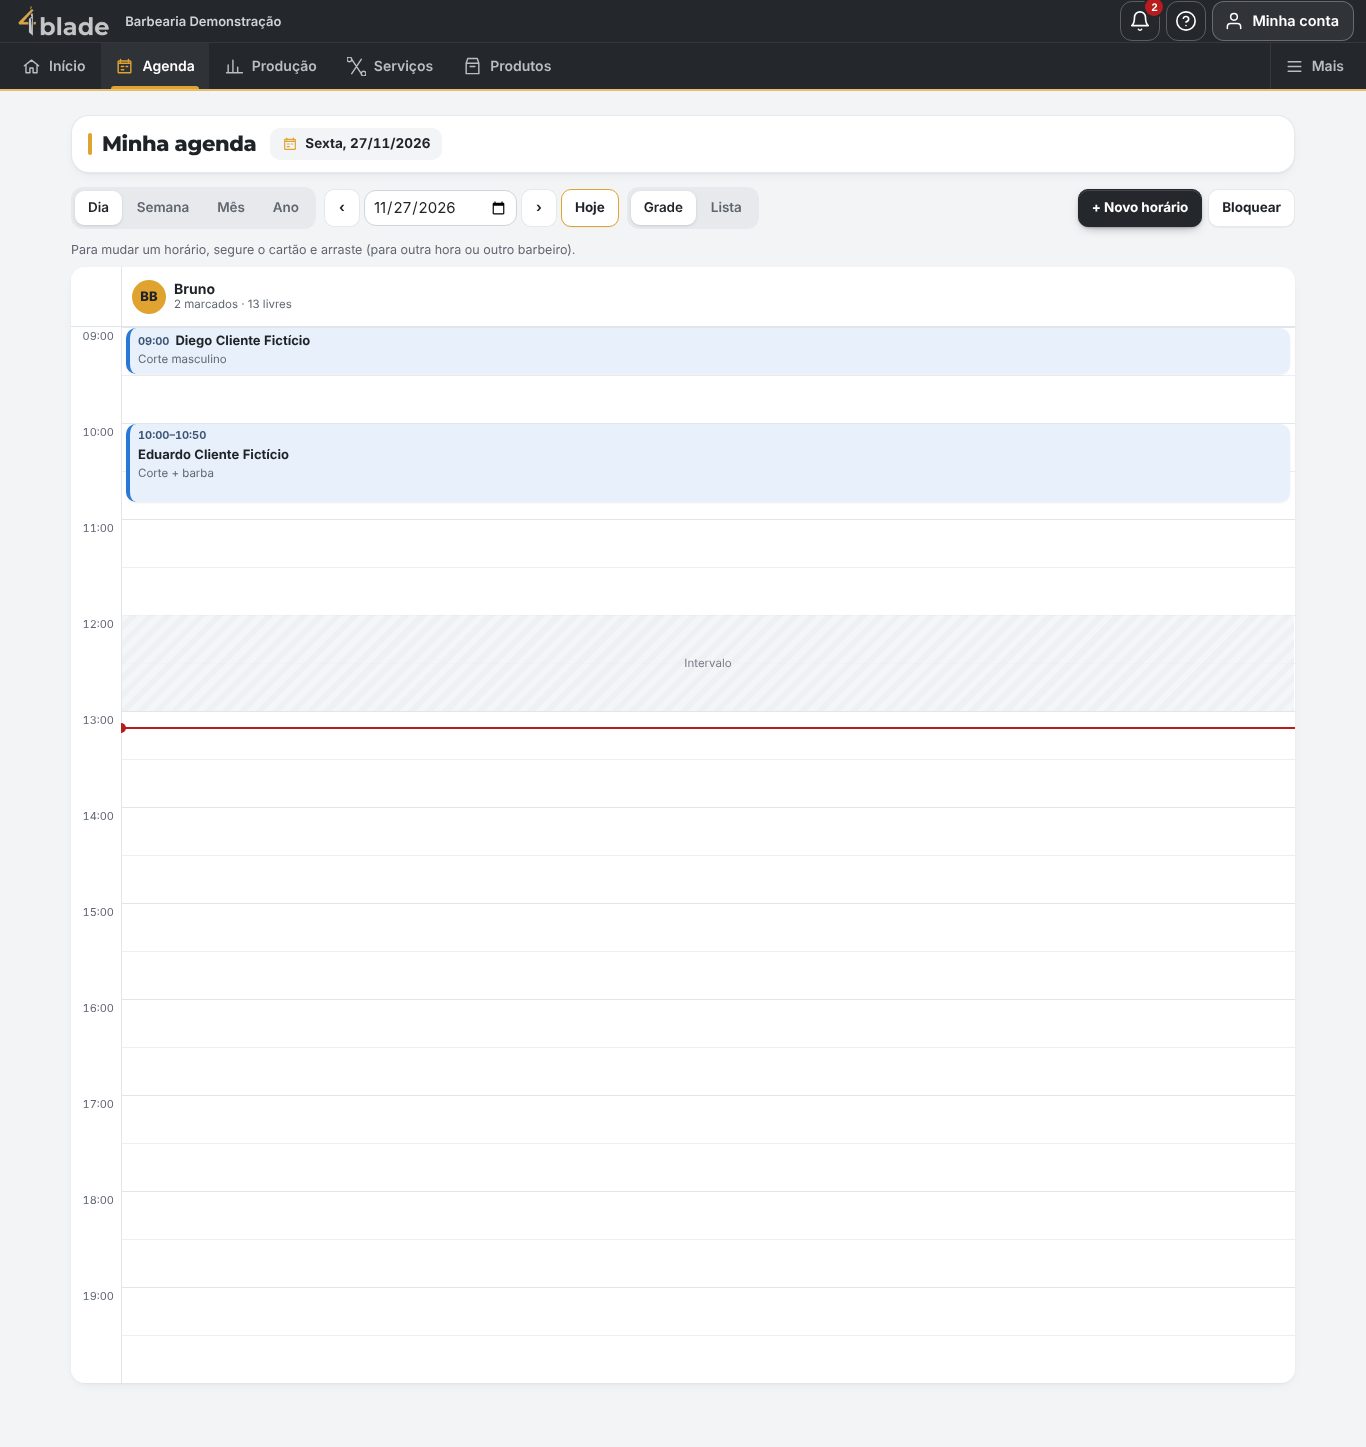 4blade Barbearia Demonstração 2 Minha conta
Início Agenda Produção Serviços Produtos Mais
Minha agenda Sexta, 27/11/2026
Dia Semana Mês Ano ‹ 11/27/2026 › Hoje Grade Lista + Novo horário Bloquear
Para mudar um horário, segure o cartão e arraste (para outra hora ou outro barbeiro).
BB Bruno
2 marcados · 13 livres
09:00 09:00 Diego Cliente Fictício
Corte masculino
10:00 10:00–10:50
Eduardo Cliente Fictício
Corte + barba
11:00
12:00
Intervalo
13:00
14:00
15:00
16:00
17:00
18:00
19:00